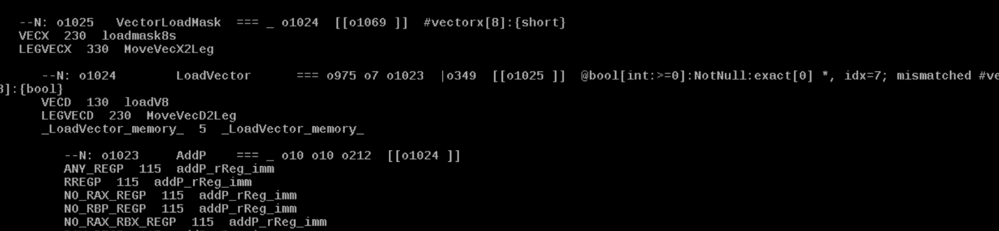 --N: o1025   VectorLoadMask  === _ o1024  [[o1069 ]]  #vectorx[8]:{short}
VECX  230  loadmask8s
LEGVECX  330  MoveVecX2Leg
--N: o1024        LoadVector      === o975 o7 o1023  |o349  [[o1025 ]]  @bool[int:>=0]:NotNull:exact[0] *, idx=7; mismatched #ve
8]:{bool}
VECD  130  loadV8
LEGVECD  230  MoveVecD2Leg
_LoadVector_memory_  5  _LoadVector_memory_
--N: o1023     AddP    === _ o10 o10 o212  [[o1024 ]]
ANY_REGP  115  addP_rReg_imm
RREGP  115  addP_rReg_imm
NO_RAX_REGP  115  addP_rReg_imm
NO_RBP_REGP  115  addP_rReg_imm
NO_RAX_RBX_REGP  115  addP_rReg_imm